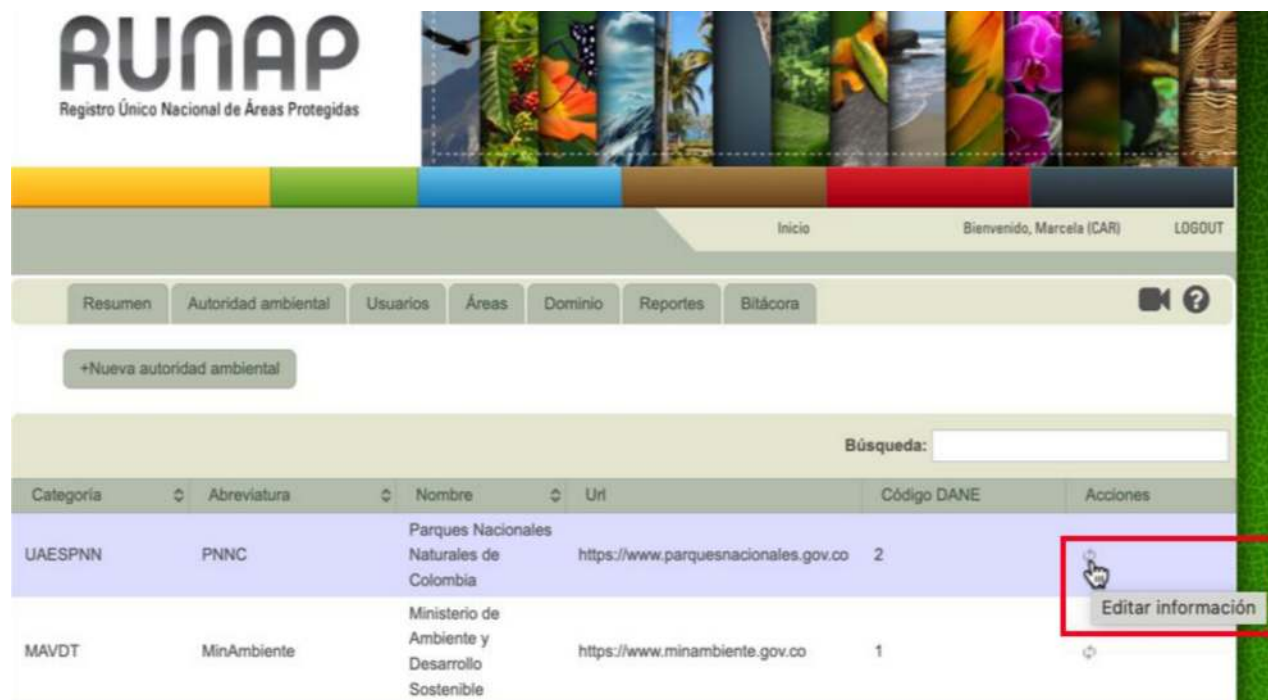 RUNAP
Registro Único Nacional de Áreas Protegidas
Inicio
Bienvenido, Marcela (CAR)
LOGOUT
Resumen
Autoridad ambiental
Usuarios
Áreas
Dominio
Reportes
Bitácora
+Nueva autoridad ambiental
Búsqueda:
Categoría
Abreviatura
Nombre
Url
Código DANE
Acciones
UAESPNN
PNNC
Parques Nacionales
Naturales de
Colombia
https://www.parquesnacionales.gov.co
2
Editar información
MAVDT
MinAmbiente
Ministerio de
Ambiente y
Desarrollo
Sostenible
https://www.minambiente.gov.co
1